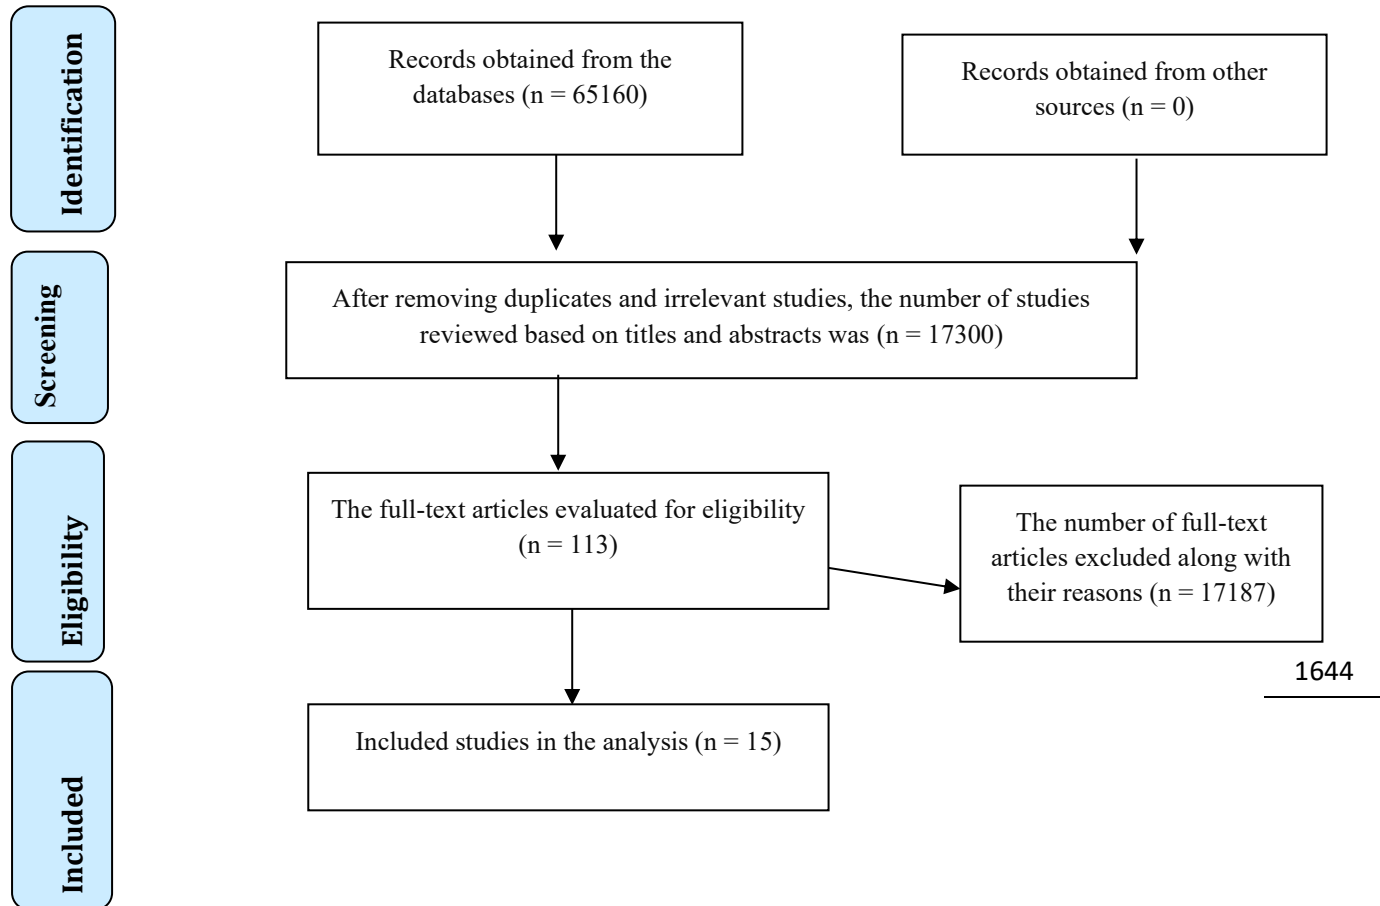 Identification
Records obtained from the
databases (n = 65160)
Records obtained from other
sources (n = 0)
Screening
After removing duplicates and irrelevant studies, the number of studies
reviewed based on titles and abstracts was (n = 17300)
Eligibility
The full-text articles evaluated for eligibility
(n = 113)
The number of full-text
articles excluded along with
their reasons (n = 17187)
1644
Included
Included studies in the analysis (n = 15)